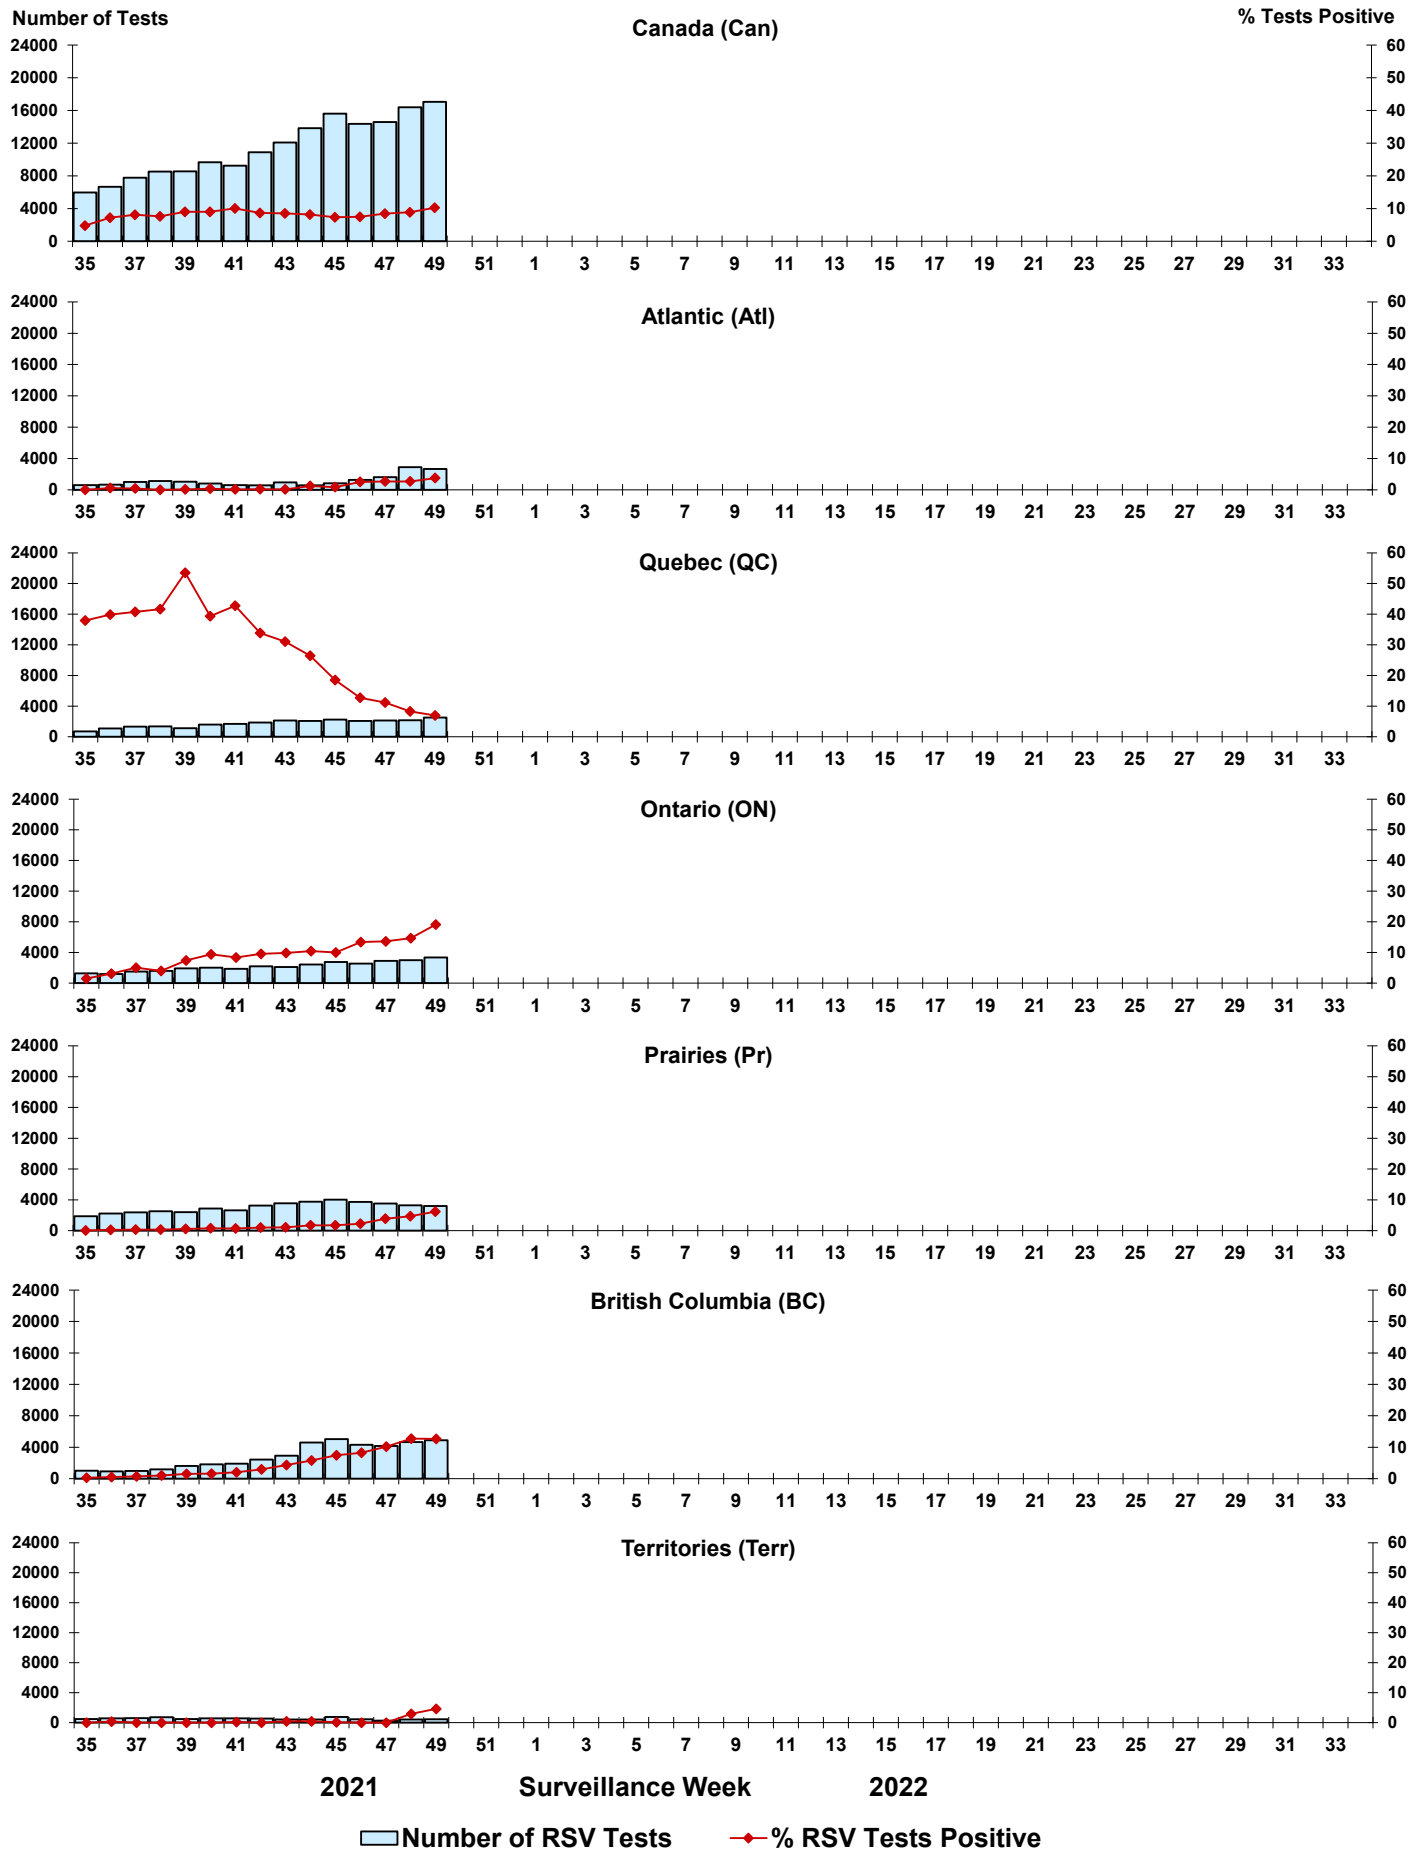 Number of Tests
% Tests Positive
Canada (Can)
24000 60
20000 50
16000 40
12000 30
8000 20
4000 10
0 0
35 37 39 41 43 45 47 49 51 1 3 5 7 9 11 13 15 17 19 21 23 25 27 29 31 33
Atlantic (Atl)
24000 60
20000 50
16000 40
12000 30
8000 20
4000 10
0 0
35 37 39 41 43 45 47 49 51 1 3 5 7 9 11 13 15 17 19 21 23 25 27 29 31 33
Quebec (QC)
24000 60
20000 50
16000 40
12000 30
8000 20
4000 10
0 0
35 37 39 41 43 45 47 49 51 1 3 5 7 9 11 13 15 17 19 21 23 25 27 29 31 33
Ontario (ON)
24000 60
20000 50
16000 40
12000 30
8000 20
4000 10
0 0
35 37 39 41 43 45 47 49 51 1 3 5 7 9 11 13 15 17 19 21 23 25 27 29 31 33
Prairies (Pr)
24000 60
20000 50
16000 40
12000 30
8000 20
4000 10
0 0
35 37 39 41 43 45 47 49 51 1 3 5 7 9 11 13 15 17 19 21 23 25 27 29 31 33
British Columbia (BC)
24000 60
20000 50
16000 40
12000 30
8000 20
4000 10
0 0
35 37 39 41 43 45 47 49 51 1 3 5 7 9 11 13 15 17 19 21 23 25 27 29 31 33
Territories (Terr)
24000 60
20000 50
16000 40
12000 30
8000 20
4000 10
0 0
35 37 39 41 43 45 47 49 51 1 3 5 7 9 11 13 15 17 19 21 23 25 27 29 31 33
2021 Surveillance Week 2022
Number of RSV Tests % RSV Tests Positive